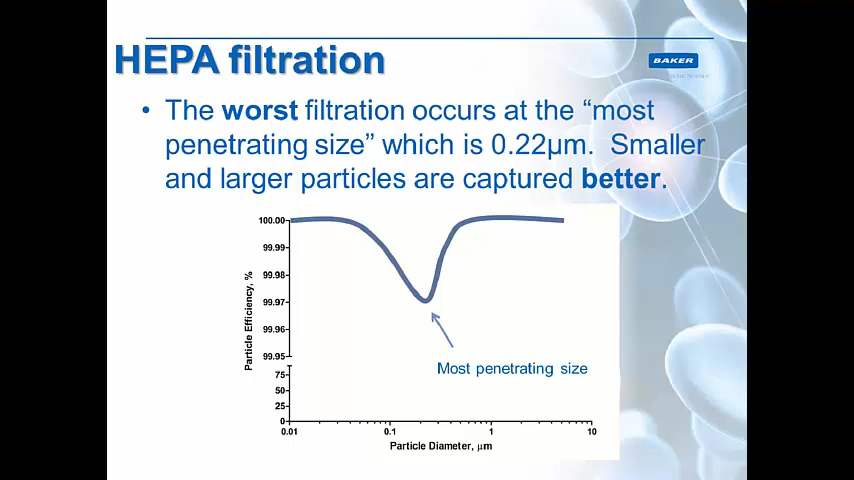 HEPA filtration
BAKER
• The worst filtration occurs at the “most
penetrating size” which is 0.22µm. Smaller
and larger particles are captured better.
100.00
99.99
99.98
99.97
99.96
99.95
75
50
25
0
Particle Efficiency, %
Most penetrating size
0.01
0.1
1
10
Particle Diameter, µm